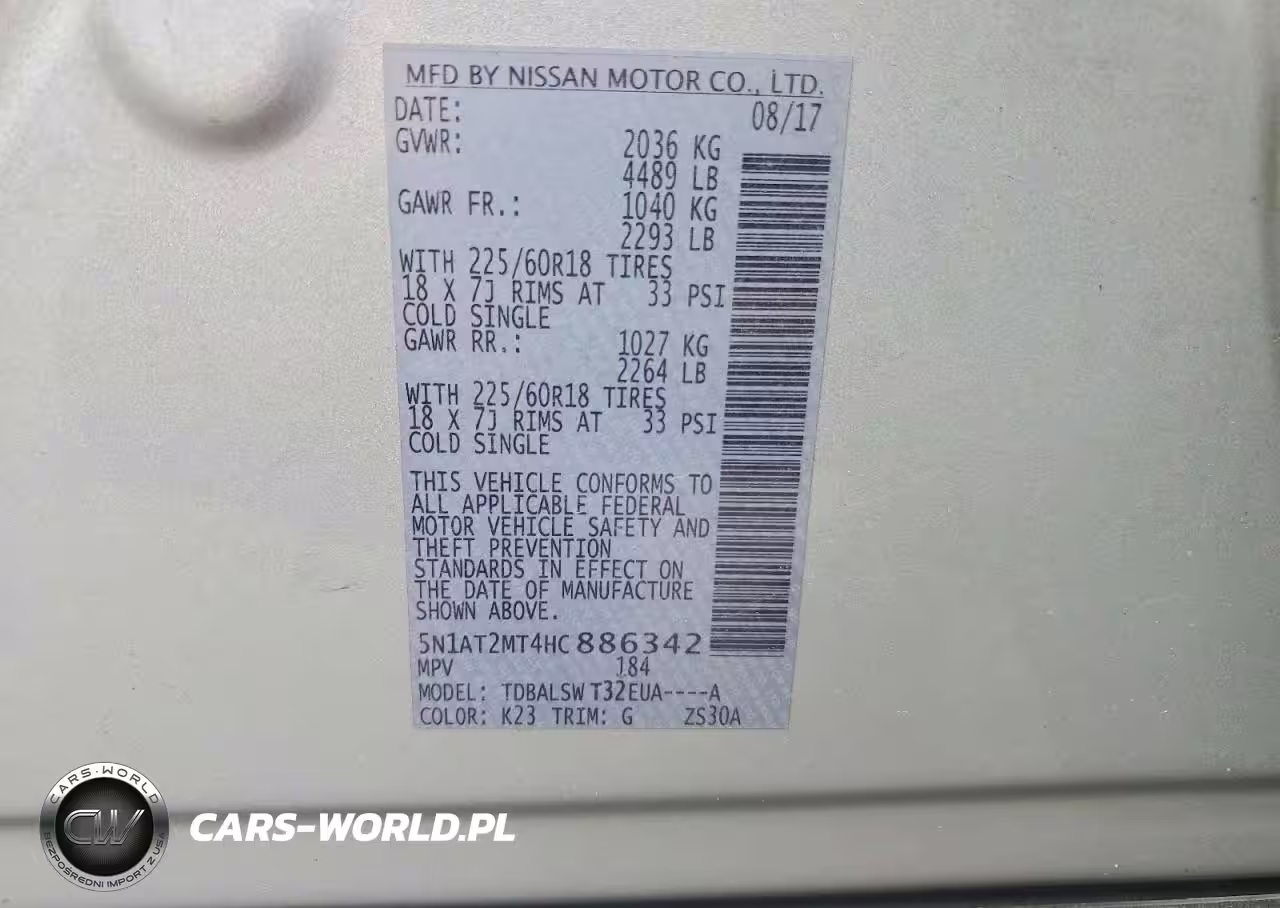 MFD BY NISSAN MOTOR CO., LTD.
DATE: 08/17
GVWR: 2036 KG
4489 LB
GAWR FR.: 1040 KG
2293 LB
WITH 225/60R18 TIRES
18 X 7J RIMS AT 33 PSI
COLD SINGLE
GAWR RR.: 1027 KG
2264 LB
WITH 225/60R18 TIRES
18 X 7J RIMS AT 33 PSI
COLD SINGLE
THIS VEHICLE CONFORMS TO
ALL APPLICABLE FEDERAL
MOTOR VEHICLE SAFETY AND
THEFT PREVENTION
STANDARDS IN EFFECT ON
THE DATE OF MANUFACTURE
SHOWN ABOVE.
5N1AT2MT4HC886342
MPV 184
MODEL: TDBALSW T32EUA----A
COLOR: K23 TRIM: G ZS30A
CARS-WORLD
CW
BEZPOŚREDNI IMPORT Z USA
CARS-WORLD.PL